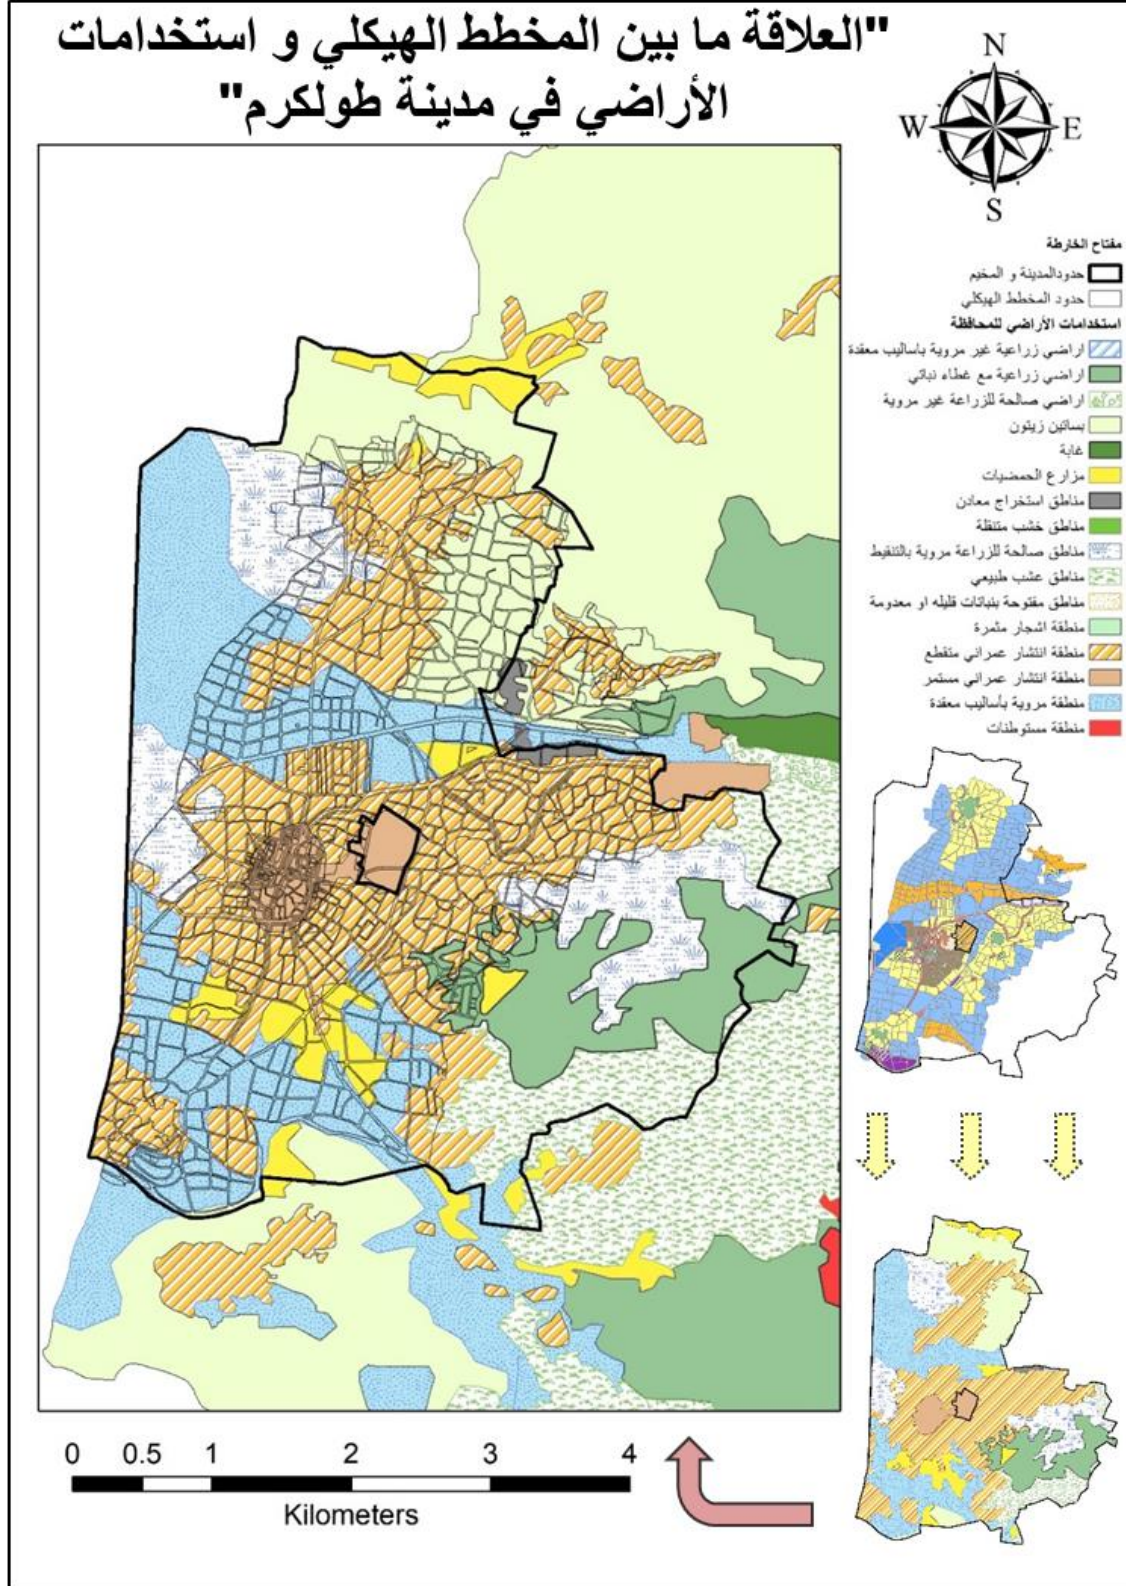 "العلاقة ما بين المخطط الهيكلي و استخدامات
الأراضي في مدينة طولكرم"
N
W
E
S
مفتاح الخارطة
حدودالمدينة و المخيم
حدود المخطط الهيكلي
استخدامات الأراضي للمحافظة
اراضي زراعية غير مروية باساليب معقدة
اراضي زراعية مع غطاء نباتي
اراضي صالحة للزراعة غير مروية
بساتين زيتون
غابة
مزارع الحمضيات
مناطق استخراج معادن
مناطق خشب متنقلة
مناطق صالحة للزراعة مروية بالتنقيط
مناطق عشب طبيعي
مناطق مفتوحة بنباتات قليله او معدومة
منطقة اشجار مثمرة
منطقة انتشار عمراني متقطع
منطقة انتشار عمراني مستمر
منطقة مروية بأساليب معقدة
منطقة مستوطنات
0 0.5 1 2 3 4
Kilometers